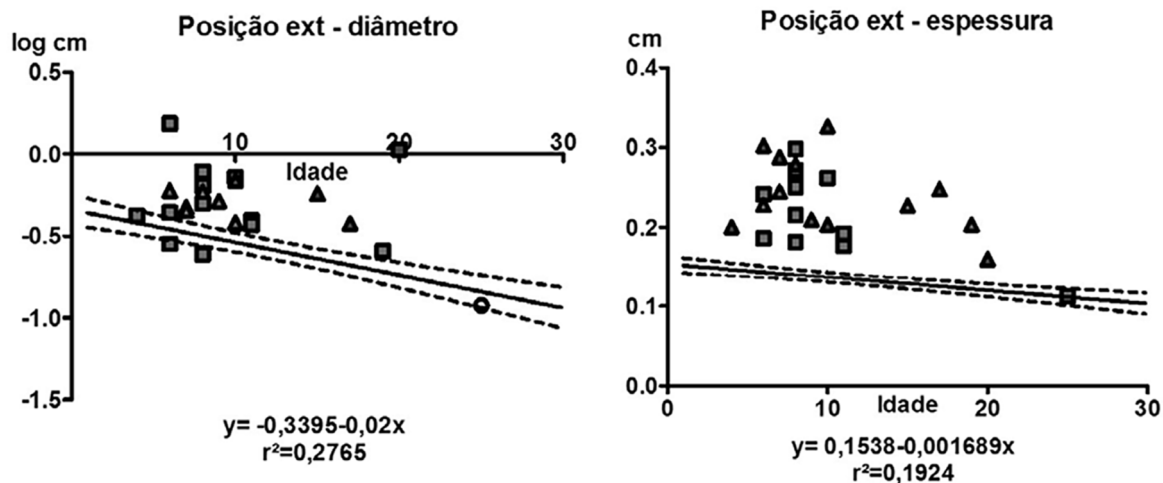 Posição ext - diâmetro
log cm
0.5
0.0
-0.5
-1.0
-1.5
10
20
30
Idade
y= -0,3395-0,02x
r²=0,2765
Posição ext - espessura
cm
0.4
0.3
0.2
0.1
0.0
0
10
Idade
20
30
y= 0,1538-0,001689x
r²=0,1924